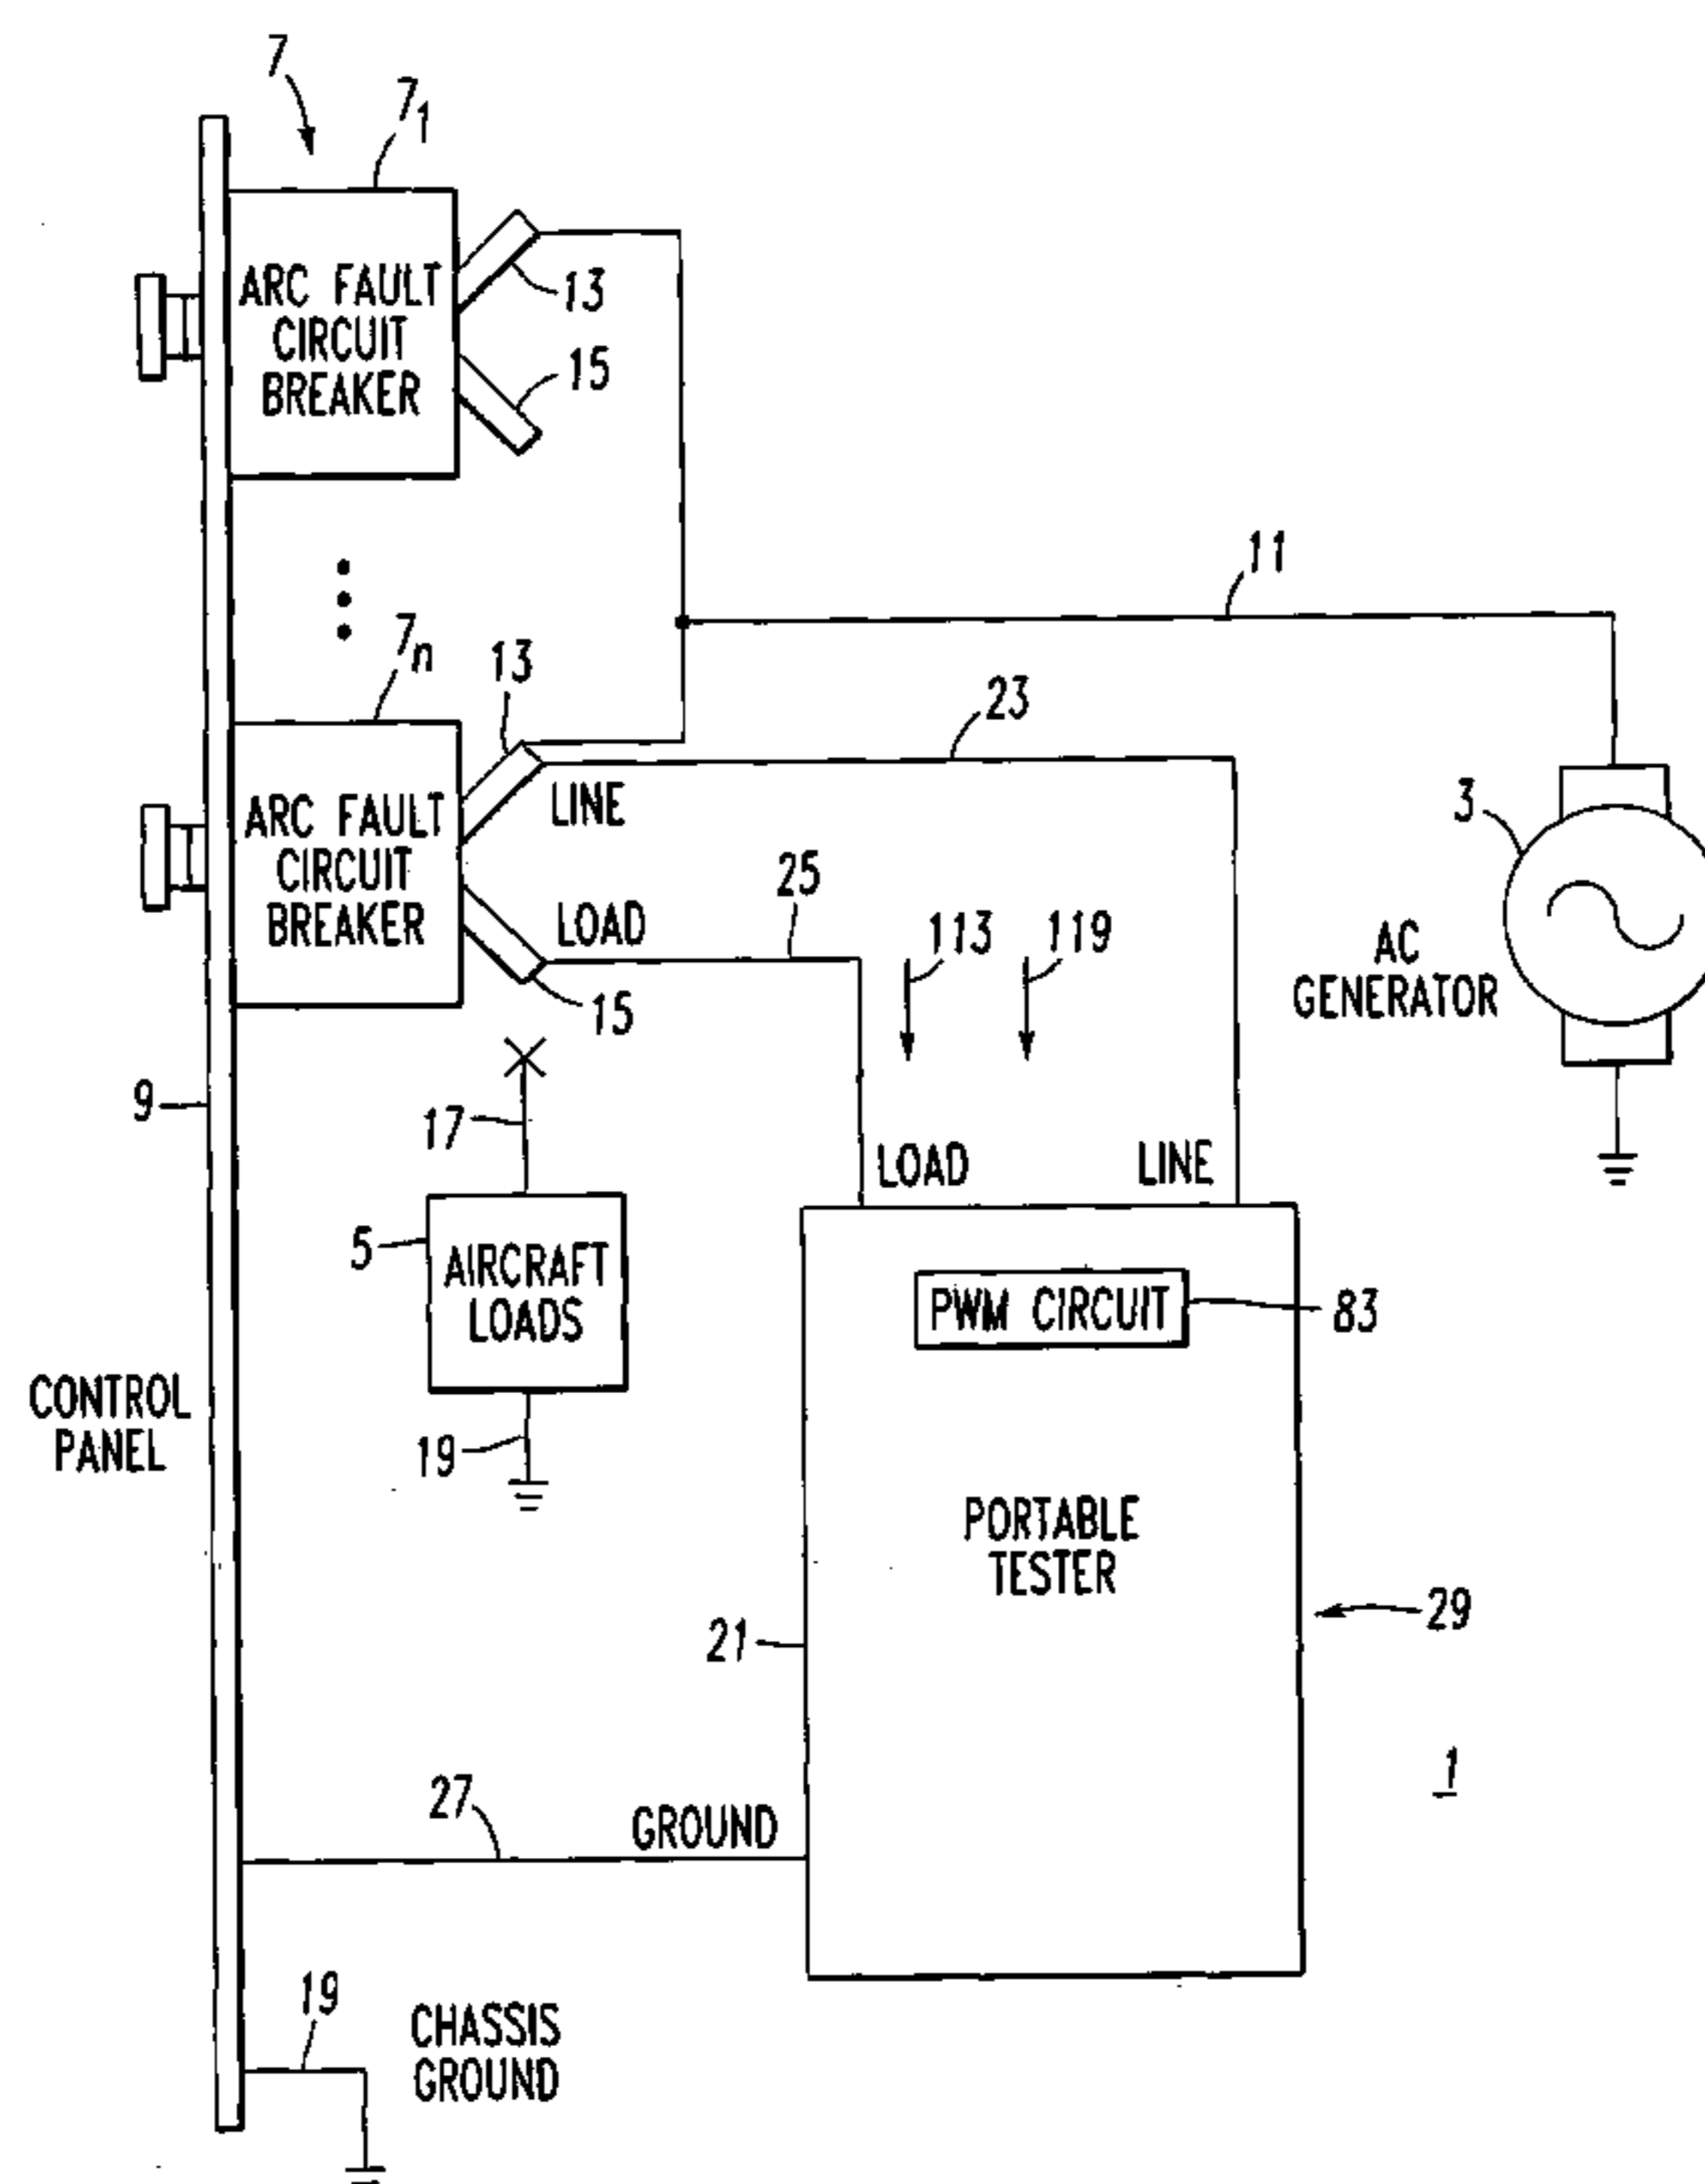 7
7₁
ARC FAULT
CIRCUIT
BREAKER
13
15
11
7ₙ
13
23
ARC FAULT
CIRCUIT
BREAKER
LINE
3
LOAD
25
113
119
15
AC
GENERATOR
9
17
LOAD
LINE
5
AIRCRAFT
LOADS
PWM CIRCUIT
83
CONTROL
PANEL
19
PORTABLE
TESTER
21
29
1
27
GROUND
19
CHASSIS
GROUND